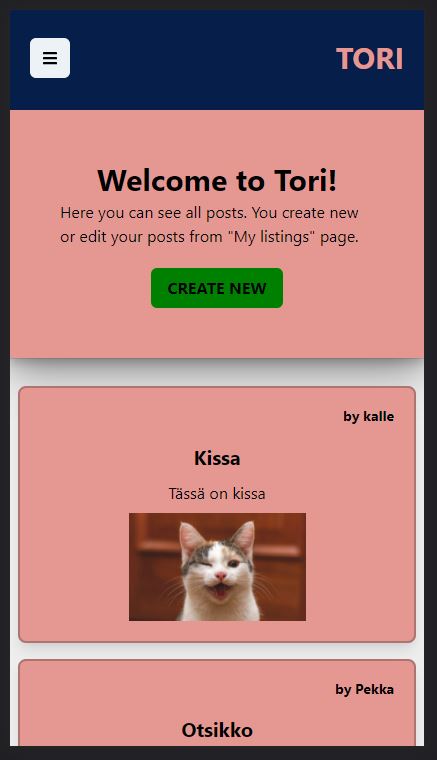 TORI
Welcome to Tori!
Here you can see all posts. You create new
or edit your posts from "My listings" page.
CREATE NEW
by kalle
Kissa
Tässä on kissa
by Pekka
Otsikko